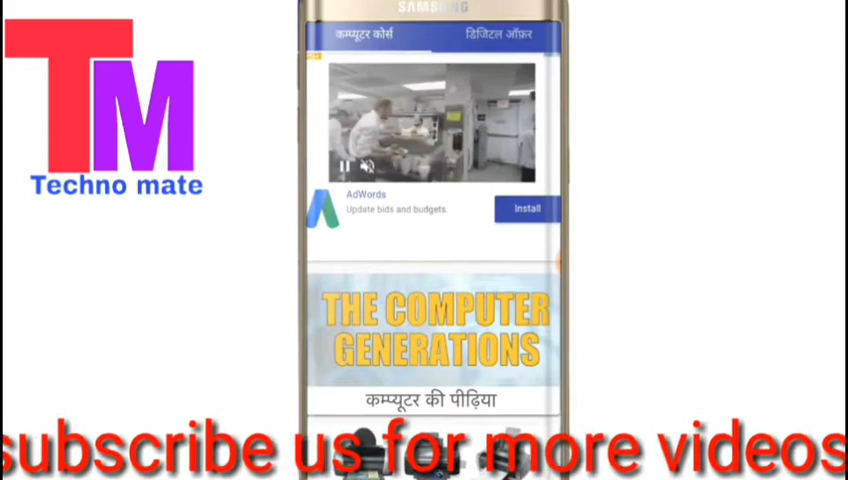 SAMSUNG
कम्प्यूटर कोर्स
डिजिटल ऑफ़र
TM
Techno mate
AdWords
Update bids and budgets.
Install
THE COMPUTER
GENERATIONS
कम्प्यूटर की पीढ़िया
subscribe us for more videos